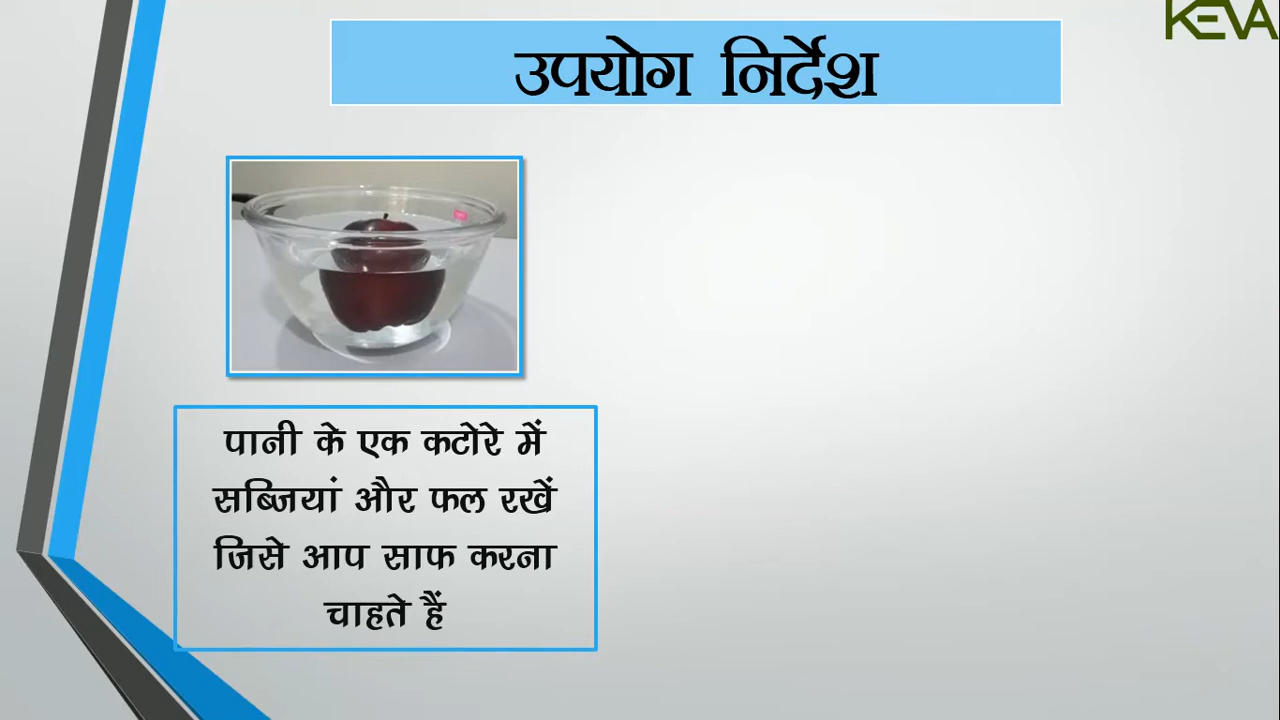 KEVA
उपयोग निर्देश
पानी के एक कटोरे में
सब्जियां और फल रखें
जिसे आप साफ करना
चाहते हैं